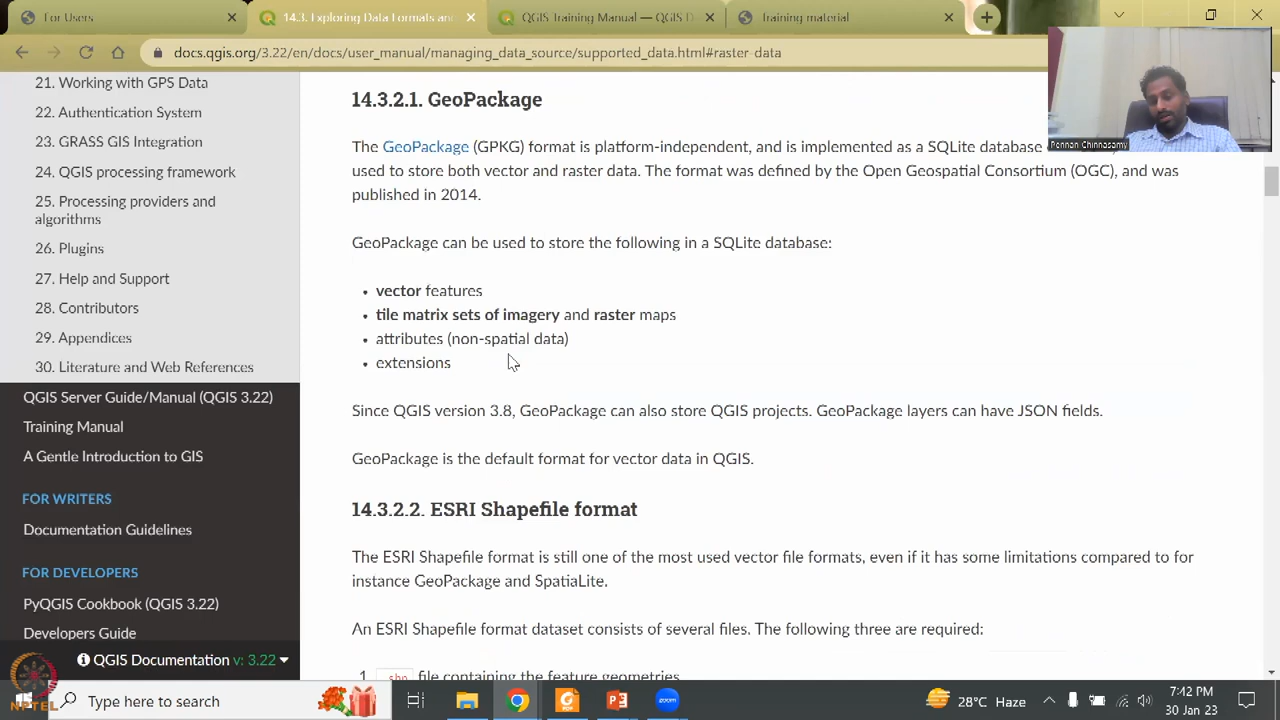 For Users
14.3. Exploring Data Formats and
QGIS Training Manual — QGIS D
Training material
docs.qgis.org/3.22/en/docs/user_manual/managing_data_source/supported_data.html#raster-data
21. Working with GPS Data
22. Authentication System
23. GRASS GIS Integration
24. QGIS processing framework
25. Processing providers and
algorithms
26. Plugins
27. Help and Support
28. Contributors
29. Appendices
30. Literature and Web References
QGIS Server Guide/Manual (QGIS 3.22)
Training Manual
A Gentle Introduction to GIS
FOR WRITERS
Documentation Guidelines
FOR DEVELOPERS
PyQGIS Cookbook (QGIS 3.22)
Developers Guide
QGIS Documentation v: 3.22
14.3.2.1. GeoPackage
The GeoPackage (GPKG) format is platform-independent, and is implemented as a SQLite database
used to store both vector and raster data. The format was defined by the Open Geospatial Consortium (OGC), and was
published in 2014.
GeoPackage can be used to store the following in a SQLite database:
• vector features
• tile matrix sets of imagery and raster maps
• attributes (non-spatial data)
• extensions
Since QGIS version 3.8, GeoPackage can also store QGIS projects. GeoPackage layers can have JSON fields.
GeoPackage is the default format for vector data in QGIS.
14.3.2.2. ESRI Shapefile format
The ESRI Shapefile format is still one of the most used vector file formats, even if it has some limitations compared to for
instance GeoPackage and SpatiaLite.
An ESRI Shapefile format dataset consists of several files. The following three are required:
1. .shp file containing the feature geometries
Pennan Chinnasamy
NPTEL
Type here to search
28°C Haze
7:42 PM
30 Jan 23